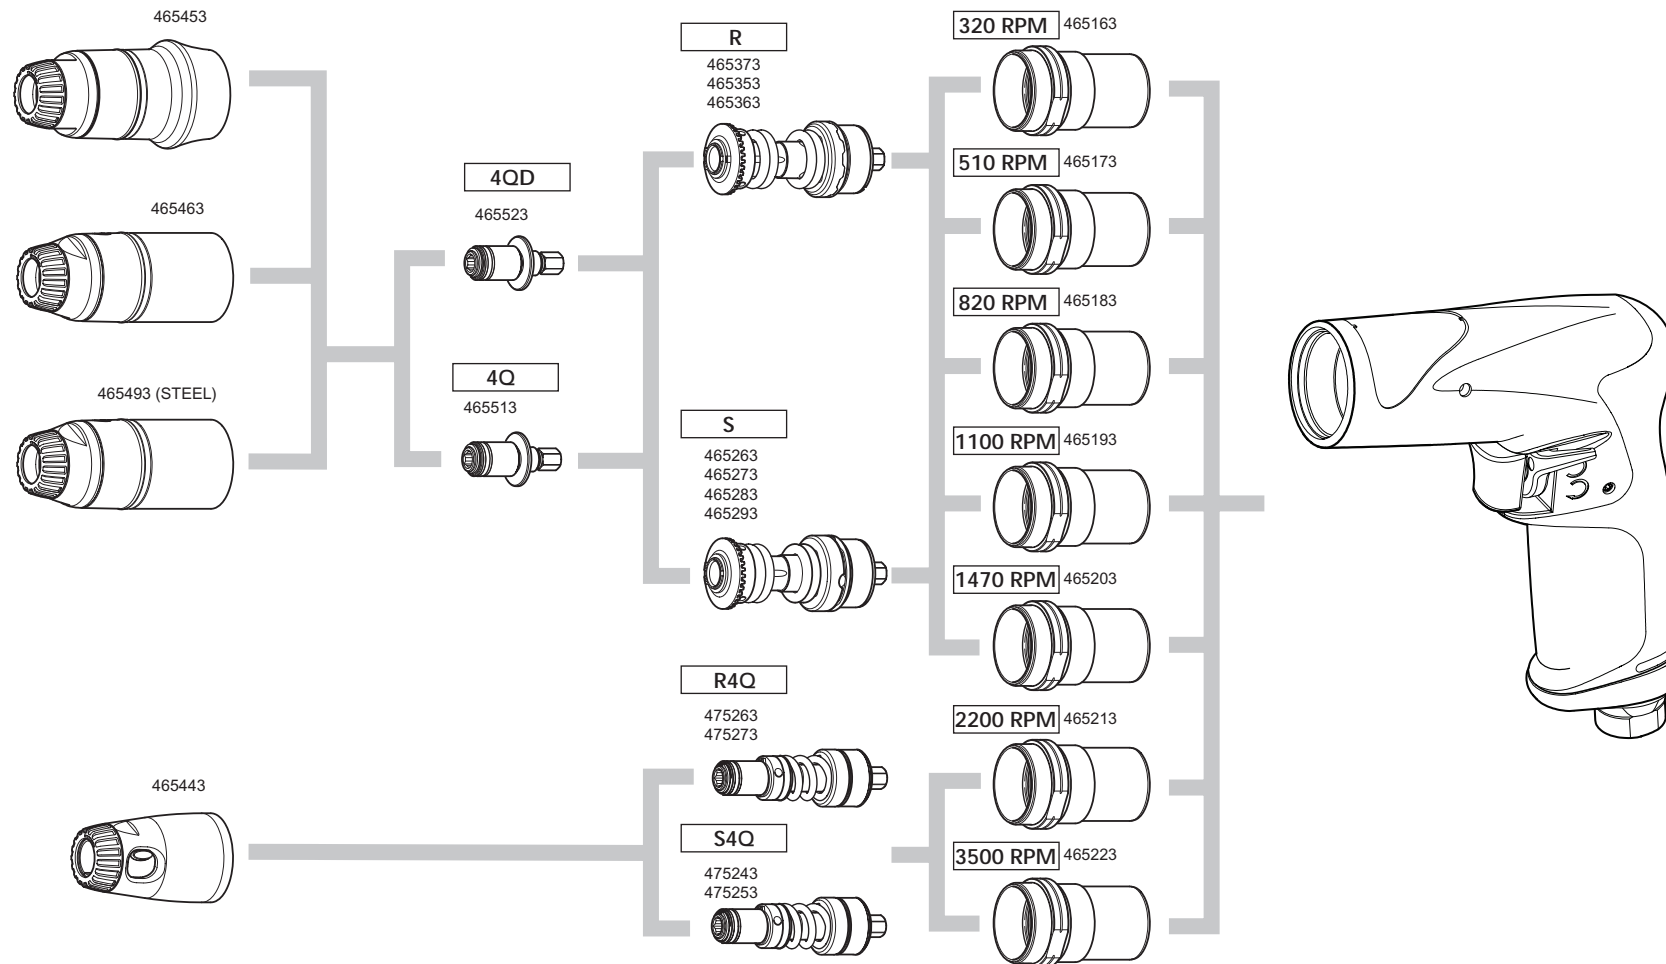 465453
465463
465493 (STEEL)
465443
4QD
465523
4Q
465513
R
465373
465353
465363
S
465263
465273
465283
465293
R4Q
475263
475273
S4Q
475243
475253
320 RPM 465163
510 RPM 465173
820 RPM 465183
1100 RPM 465193
1470 RPM 465203
2200 RPM 465213
3500 RPM 465223